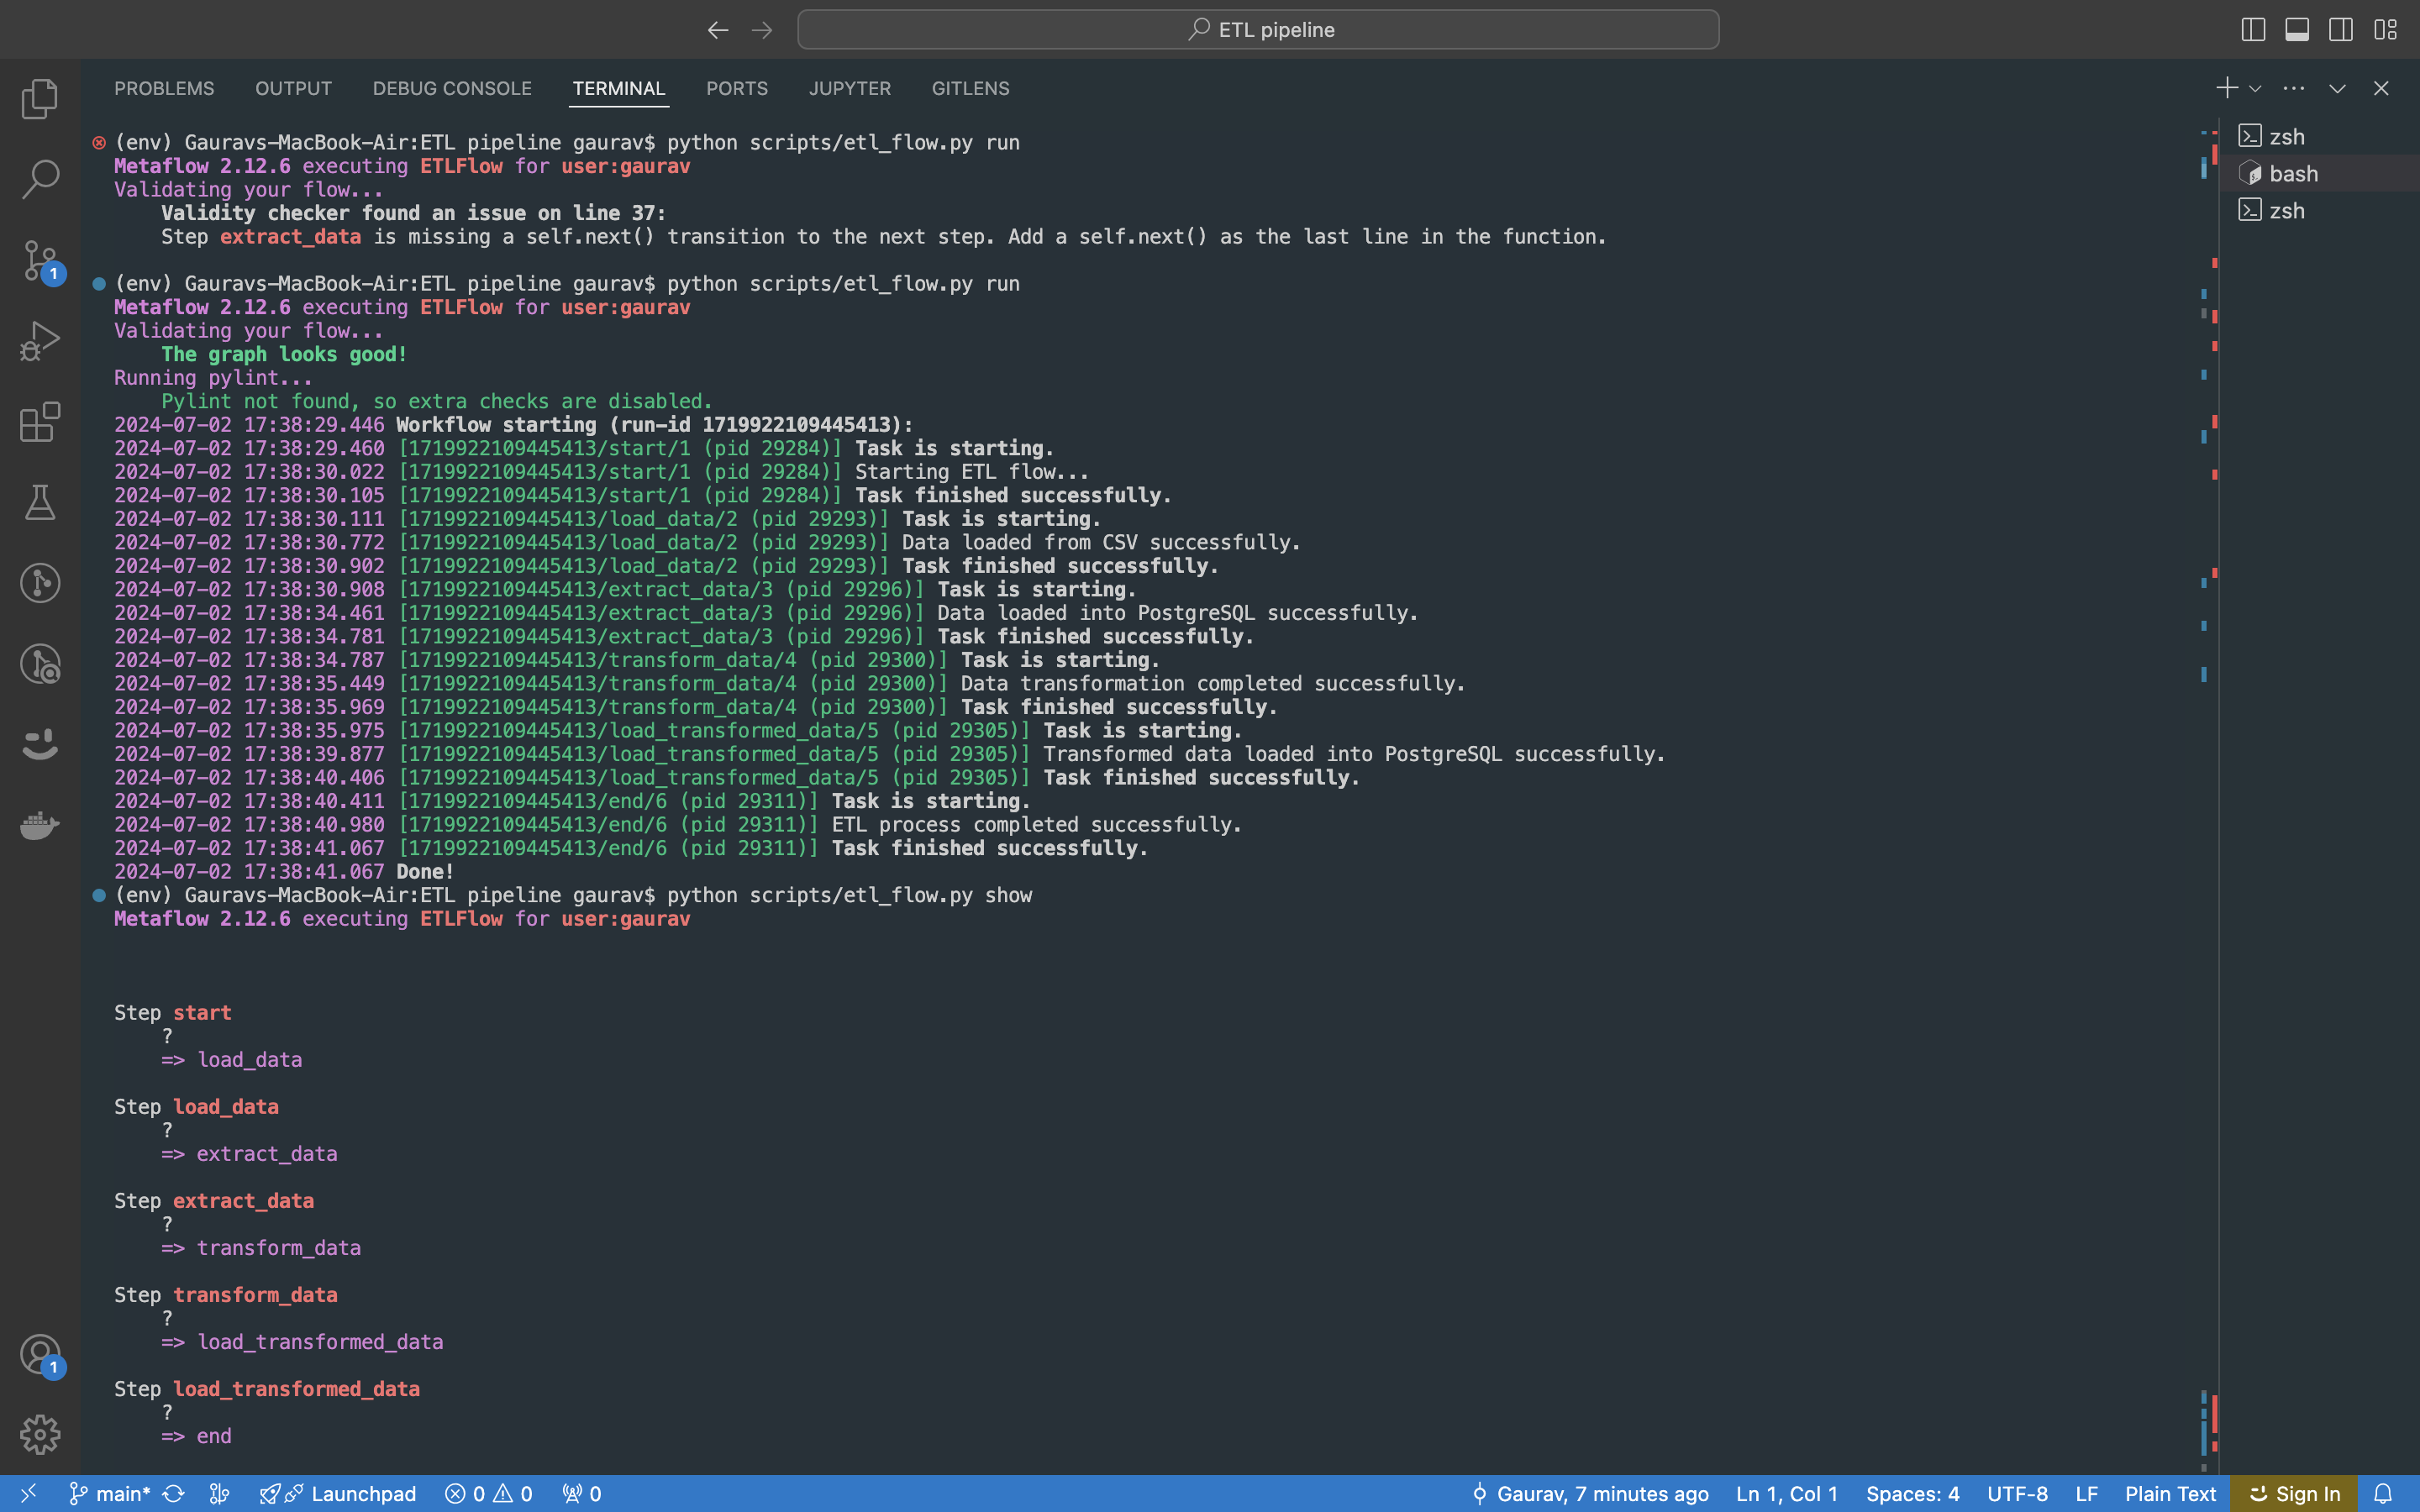 ETL pipeline
PROBLEMS OUTPUT DEBUG CONSOLE TERMINAL PORTS JUPYTER GITLENS
(env) Gauravs-MacBook-Air:ETL pipeline gaurav$ python scripts/etl_flow.py run
Metaflow 2.12.6 executing ETLFlow for user:gaurav
Validating your flow...
    Validity checker found an issue on line 37:
    Step extract_data is missing a self.next() transition to the next step. Add a self.next() as the last line in the function.
(env) Gauravs-MacBook-Air:ETL pipeline gaurav$ python scripts/etl_flow.py run
Metaflow 2.12.6 executing ETLFlow for user:gaurav
Validating your flow...
    The graph looks good!
Running pylint...
    Pylint not found, so extra checks are disabled.
2024-07-02 17:38:29.446 Workflow starting (run-id 1719922109445413):
2024-07-02 17:38:29.460 [1719922109445413/start/1 (pid 29284)] Task is starting.
2024-07-02 17:38:30.022 [1719922109445413/start/1 (pid 29284)] Starting ETL flow...
2024-07-02 17:38:30.105 [1719922109445413/start/1 (pid 29284)] Task finished successfully.
2024-07-02 17:38:30.111 [1719922109445413/load_data/2 (pid 29293)] Task is starting.
2024-07-02 17:38:30.772 [1719922109445413/load_data/2 (pid 29293)] Data loaded from CSV successfully.
2024-07-02 17:38:30.902 [1719922109445413/load_data/2 (pid 29293)] Task finished successfully.
2024-07-02 17:38:30.908 [1719922109445413/extract_data/3 (pid 29296)] Task is starting.
2024-07-02 17:38:34.461 [1719922109445413/extract_data/3 (pid 29296)] Data loaded into PostgreSQL successfully.
2024-07-02 17:38:34.781 [1719922109445413/extract_data/3 (pid 29296)] Task finished successfully.
2024-07-02 17:38:34.787 [1719922109445413/transform_data/4 (pid 29300)] Task is starting.
2024-07-02 17:38:35.449 [1719922109445413/transform_data/4 (pid 29300)] Data transformation completed successfully.
2024-07-02 17:38:35.969 [1719922109445413/transform_data/4 (pid 29300)] Task finished successfully.
2024-07-02 17:38:35.975 [1719922109445413/load_transformed_data/5 (pid 29305)] Task is starting.
2024-07-02 17:38:39.877 [1719922109445413/load_transformed_data/5 (pid 29305)] Transformed data loaded into PostgreSQL successfully.
2024-07-02 17:38:40.406 [1719922109445413/load_transformed_data/5 (pid 29305)] Task finished successfully.
2024-07-02 17:38:40.411 [1719922109445413/end/6 (pid 29311)] Task is starting.
2024-07-02 17:38:40.980 [1719922109445413/end/6 (pid 29311)] ETL process completed successfully.
2024-07-02 17:38:41.067 [1719922109445413/end/6 (pid 29311)] Task finished successfully.
2024-07-02 17:38:41.067 Done!
(env) Gauravs-MacBook-Air:ETL pipeline gaurav$ python scripts/etl_flow.py show
Metaflow 2.12.6 executing ETLFlow for user:gaurav
Step start
    ?
    => load_data
Step load_data
    ?
    => extract_data
Step extract_data
    ?
    => transform_data
Step transform_data
    ?
    => load_transformed_data
Step load_transformed_data
    ?
    => end
zsh
bash
zsh
1
1
main* Launchpad 0 0 0 Gaurav, 7 minutes ago Ln 1, Col 1 Spaces: 4 UTF-8 LF Plain Text Sign In